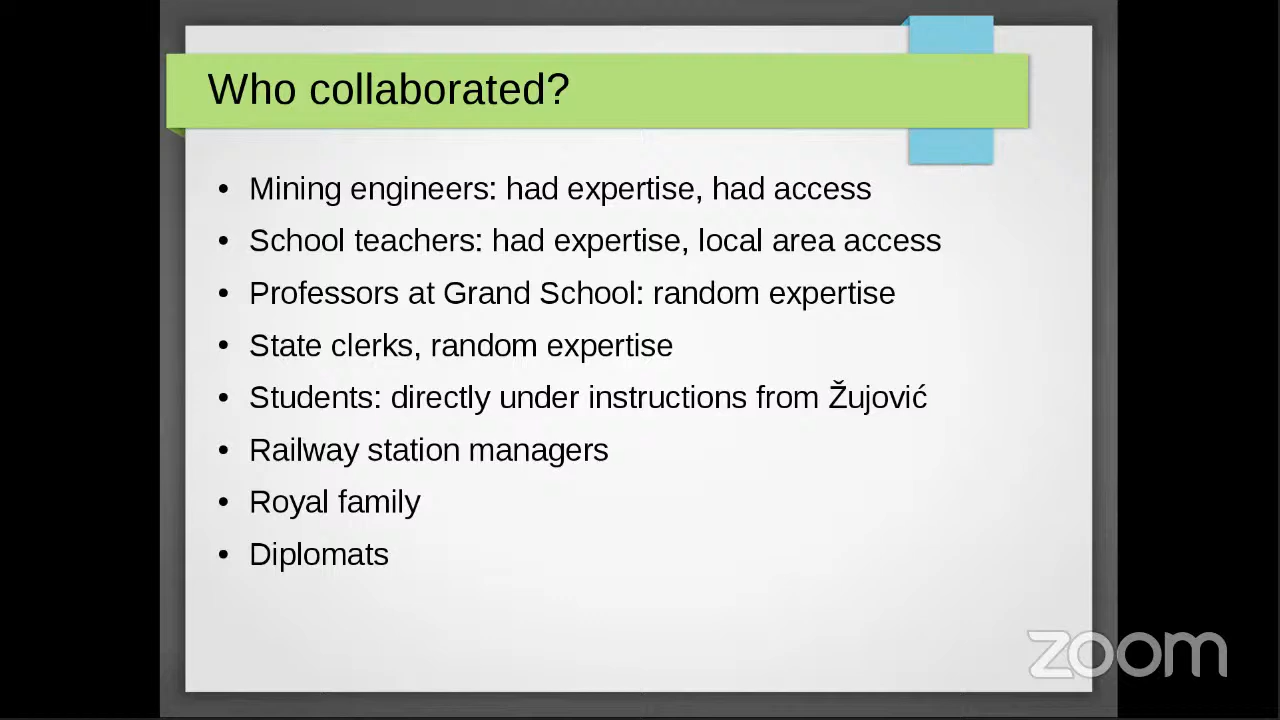 Who collaborated?
• Mining engineers: had expertise, had access
• School teachers: had expertise, local area access
• Professors at Grand School: random expertise
• State clerks, random expertise
• Students: directly under instructions from Žujović
• Railway station managers
• Royal family
• Diplomats
zoom